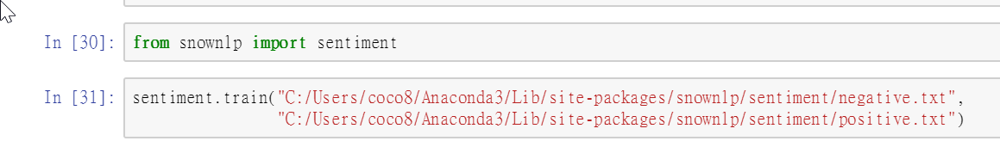 In [30]: from snownlp import sentiment
In [31]: sentiment.train("C:/Users/coco8/Anaconda3/Lib/site-packages/snownlp/sentiment/negative.txt",
"C:/Users/coco8/Anaconda3/Lib/site-packages/snownlp/sentiment/positive.txt")